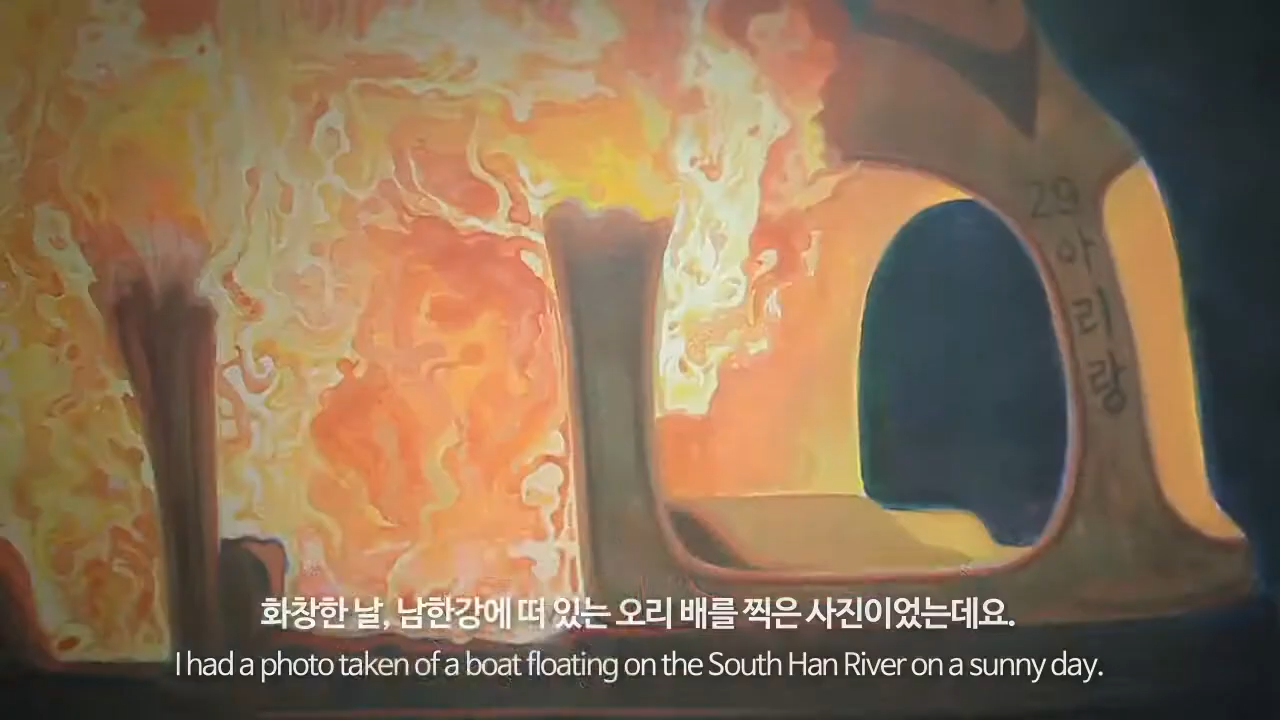 29
아
리
랑
화창한 날, 남한강에 떠 있는 오리 배를 찍은 사진이었는데요.
I had a photo taken of a boat floating on the South Han River on a sunny day.